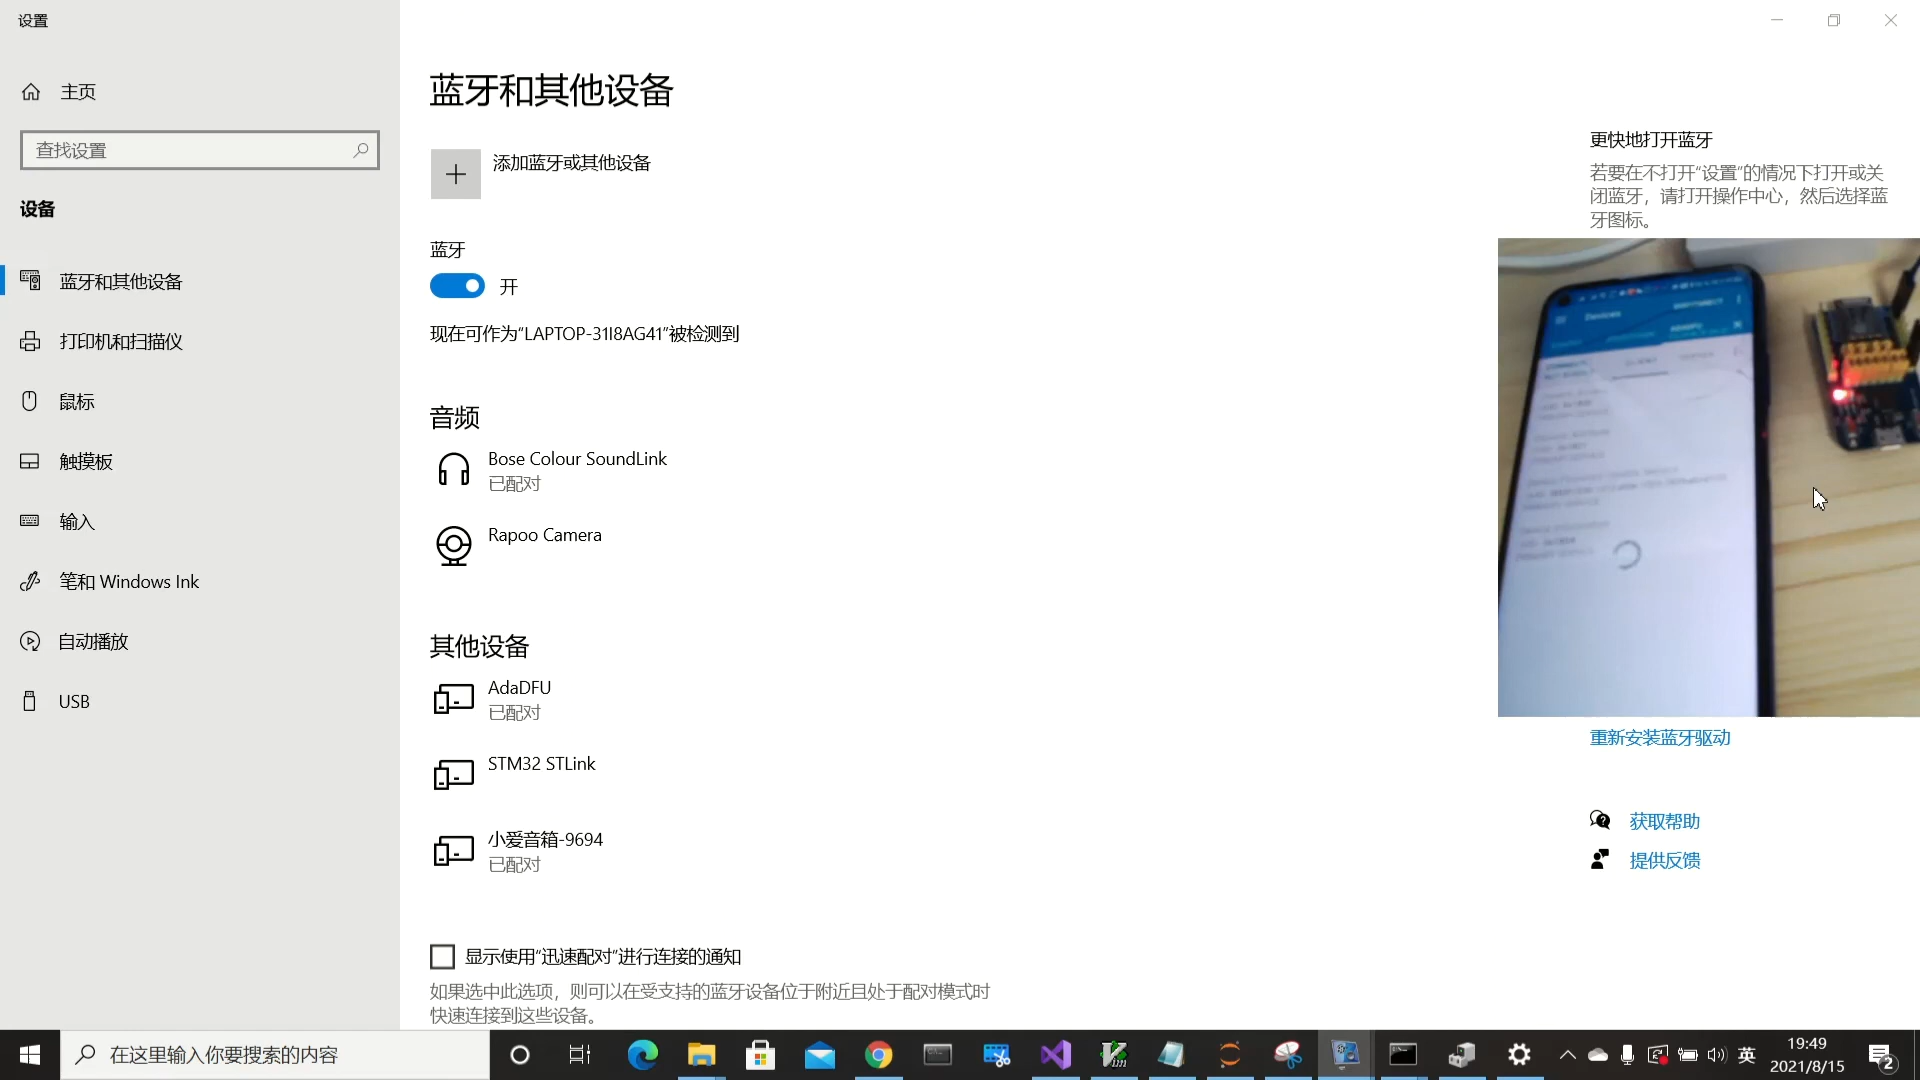 设置
主页
查找设置
设备
蓝牙和其他设备
打印机和扫描仪
鼠标
触摸板
输入
笔和 Windows Ink
自动播放
USB
蓝牙和其他设备
添加蓝牙或其他设备
蓝牙
开
现在可作为“LAPTOP-31I8AG41”被检测到
音频
Bose Colour SoundLink
已配对
Rapoo Camera
其他设备
AdaDFU
已配对
STM32 STLink
小爱音箱-9694
已配对
显示使用“迅速配对”进行连接的通知
如果选中此选项，则可以在受支持的蓝牙设备位于附近且处于配对模式时
快速连接到这些设备。
更快地打开蓝牙
若要在不打开“设置”的情况下打开或关
闭蓝牙，请打开操作中心，然后选择蓝
牙图标。
Devices
重新安装蓝牙驱动
获取帮助
提供反馈
在这里输入你要搜索的内容
英
19:49
2021/8/15
2